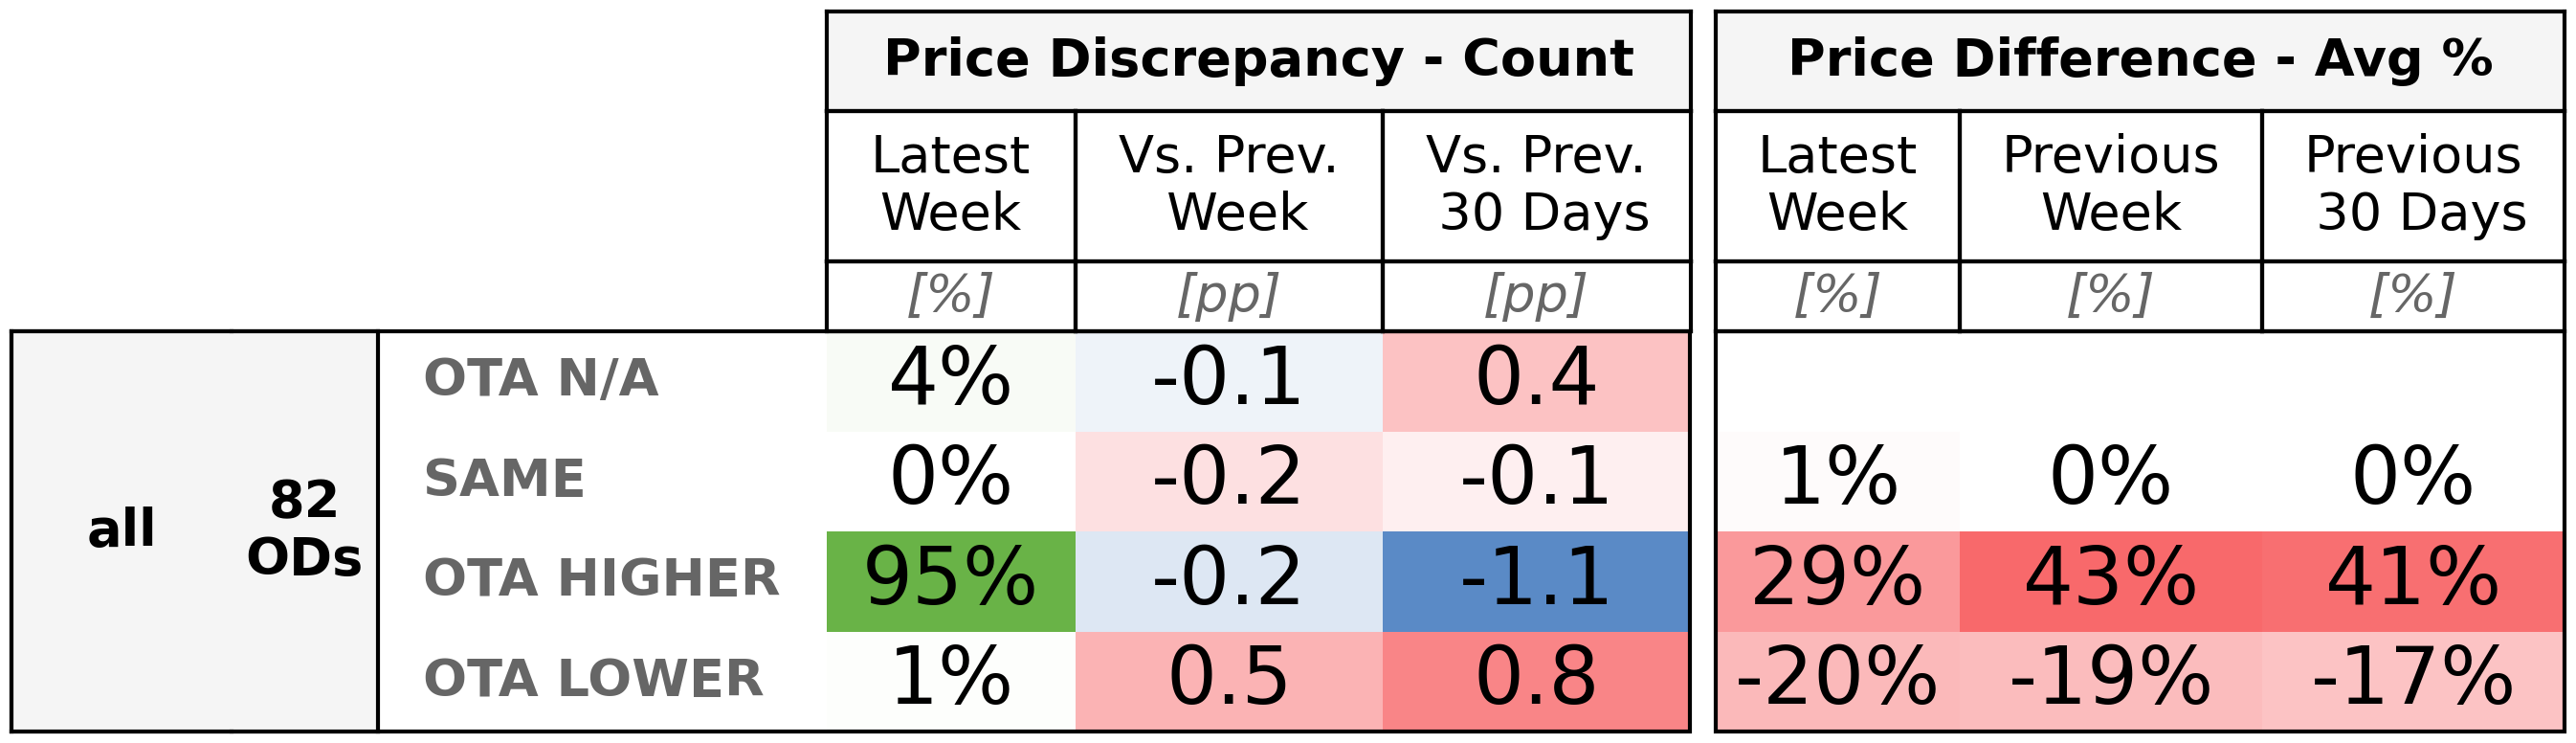 Price Discrepancy - Count Price Difference - Avg %
Latest Week Vs. Prev. Week Vs. Prev. 30 Days Latest Week Previous Week Previous 30 Days
[%] [pp] [pp] [%] [%] [%]
all 82 ODs
OTA N/A 4% -0.1 0.4
SAME 0% -0.2 -0.1 1% 0% 0%
OTA HIGHER 95% -0.2 -1.1 29% 43% 41%
OTA LOWER 1% 0.5 0.8 -20% -19% -17%